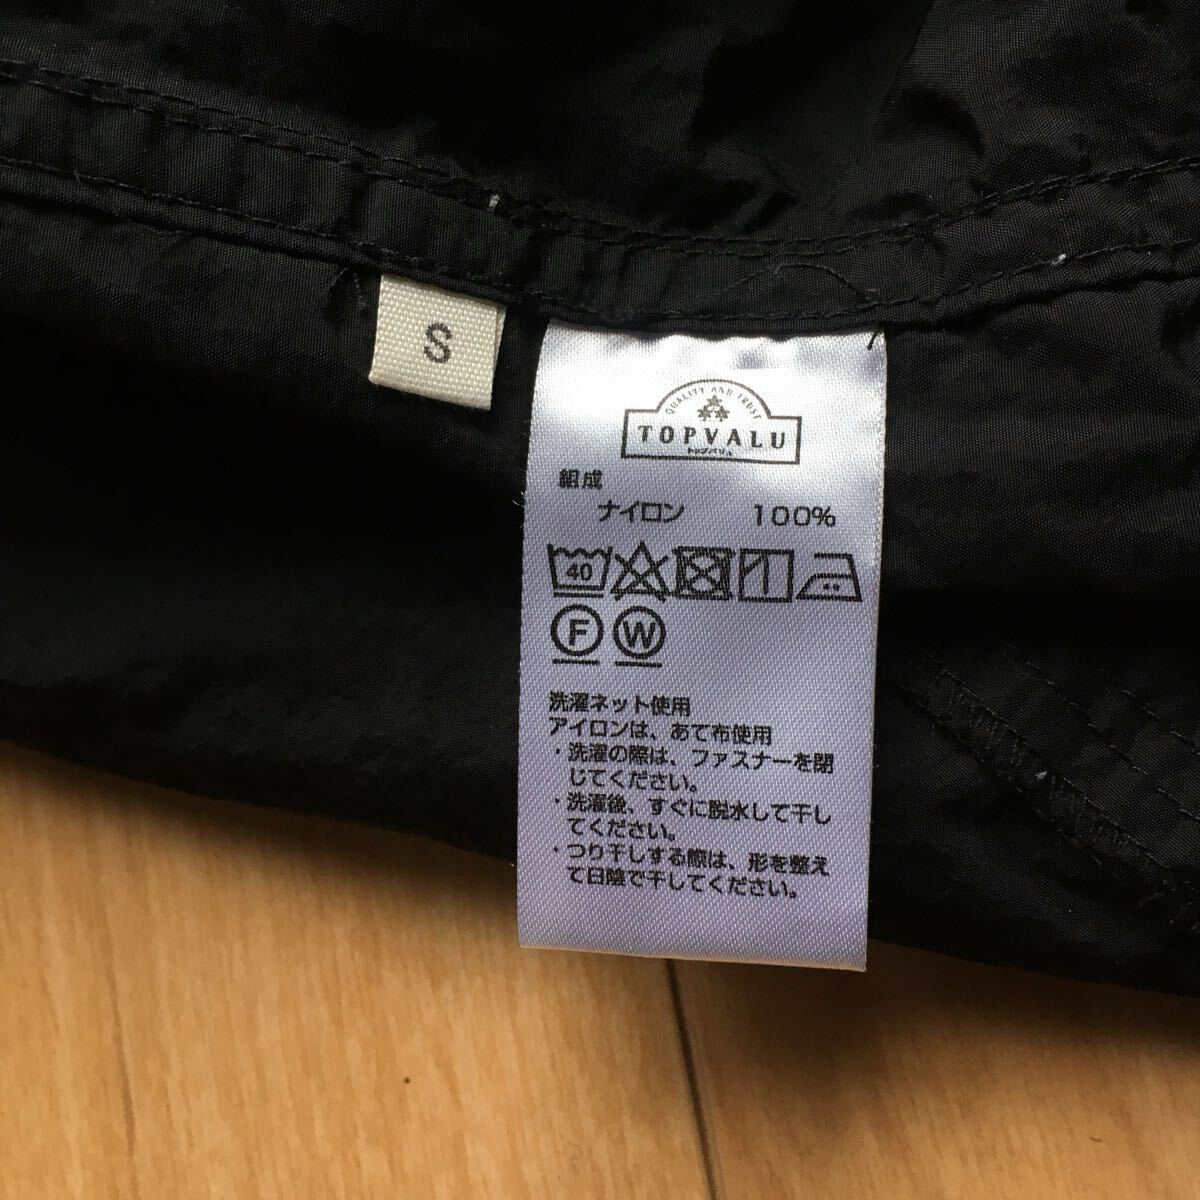 S
QUALITY AND TRUST
TOPVALU
トップバリュ
組成
ナイロン 100%
40
F W
洗濯ネット使用
アイロンは、あて布使用
・洗濯の際は、ファスナーを閉
じてください。
・洗濯後、すぐに脱水して干し
てください。
・つり干しする際は、形を整え
て日陰で干してください。